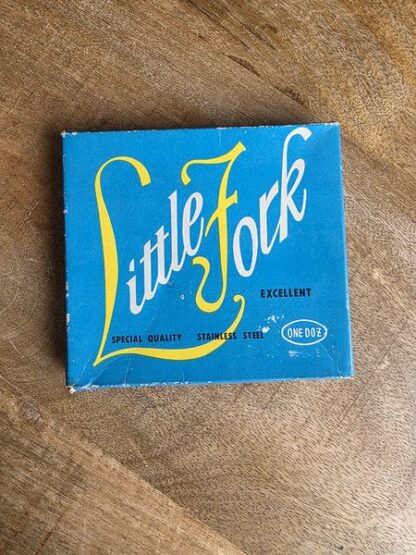 Little Fork
EXCELLENT
SPECIAL QUALITY STAINLESS STEEL ONE DOZ